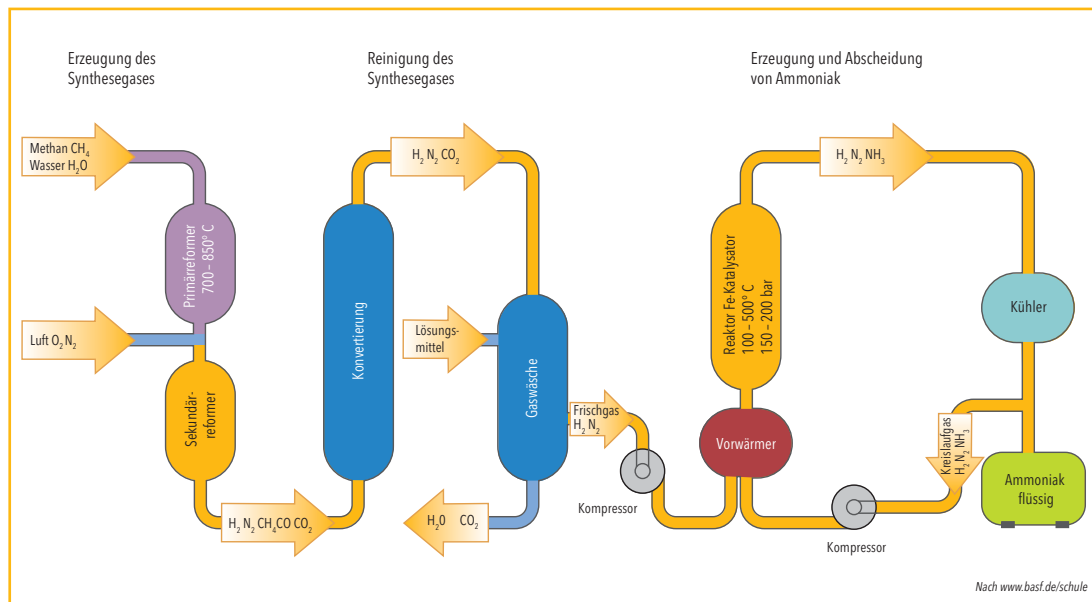 Erzeugung des
Synthesegases
Reinigung des
Synthesegases
Erzeugung und Abscheidung
von Ammoniak
Methan CH₄
Wasser H₂O
H₂ N₂ CO₂
H₂ N₂ NH₃
Primärreformer
700 – 850° C
Luft O₂ N₂
Sekundär-
reformer
H₂ N₂ CH₄CO CO₂
Konvertierung
Lösungs-
mittel
Gaswäsche
H₂0 CO₂
Frischgas
H₂ N₂
Kompressor
Reaktor Fe-Katalysator
100 – 500° C
150 – 200 bar
Vorwärmer
Kompressor
Kühler
Kreislaufgas
H₂ N₂ NH₃
Ammoniak
flüssig
Nach www.basf.de/schule